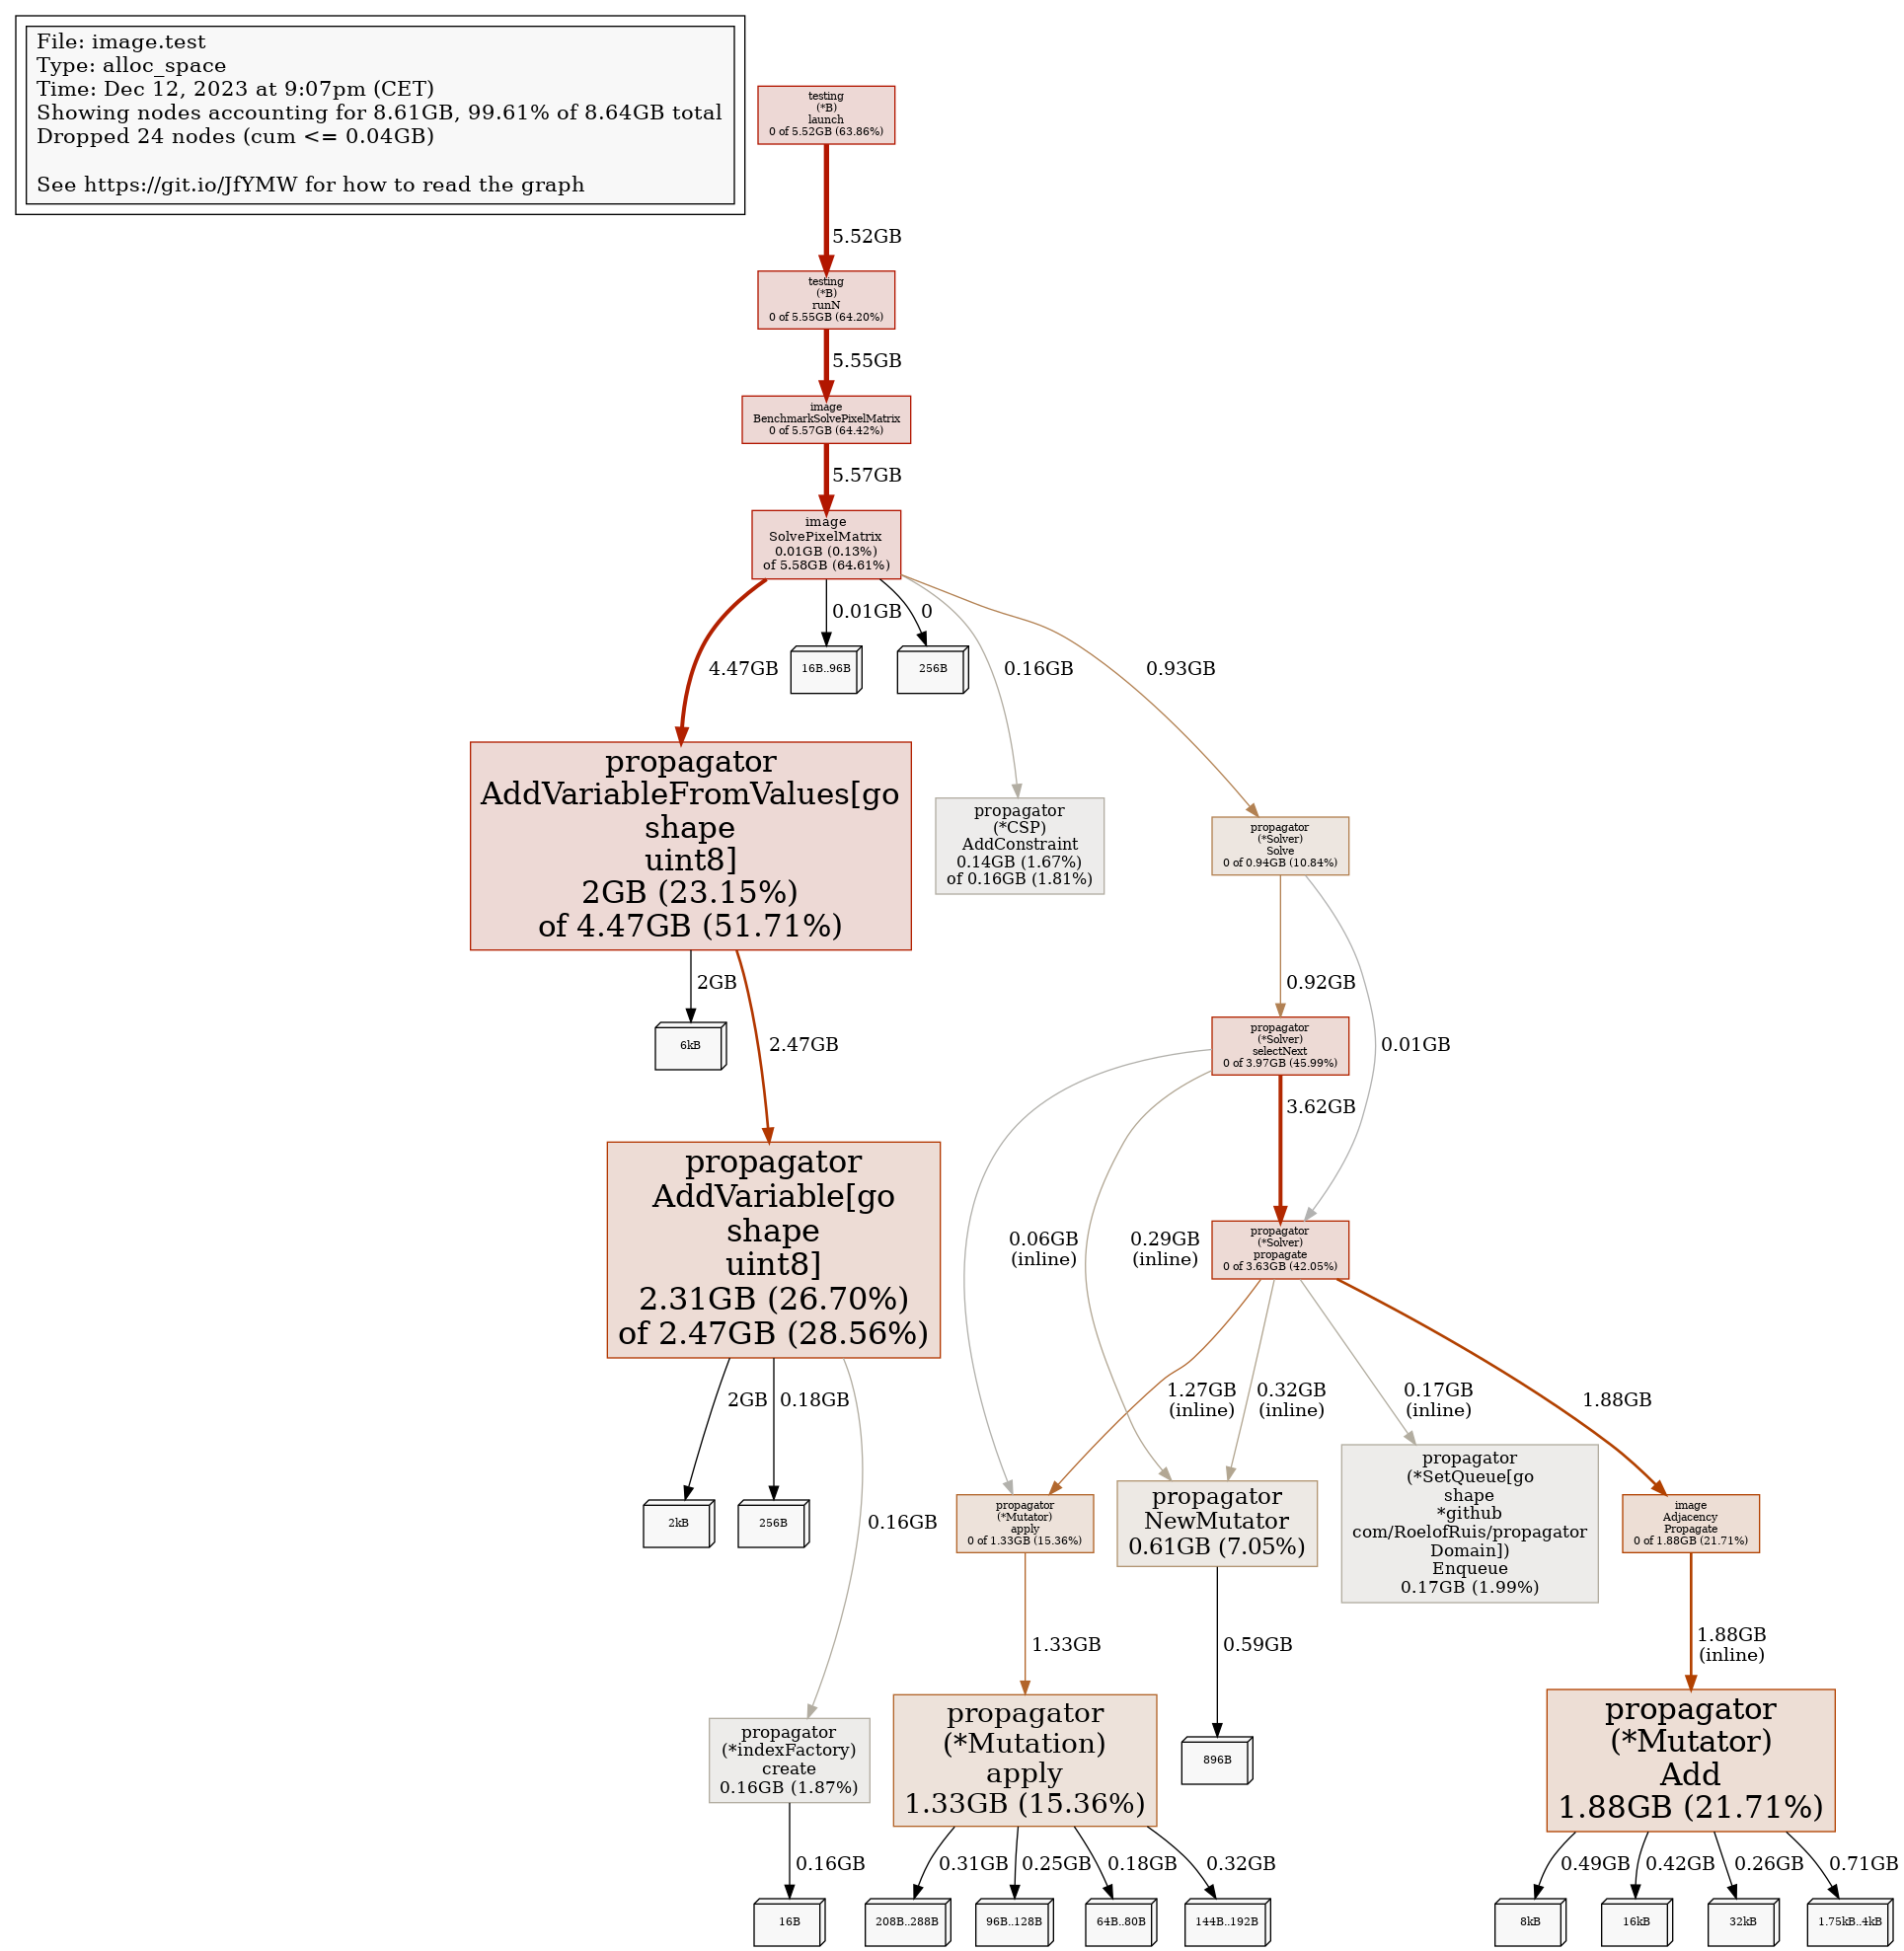 File: image.test
Type: alloc_space
Time: Dec 12, 2023 at 9:07pm (CET)
Showing nodes accounting for 8.61GB, 99.61% of 8.64GB total
Dropped 24 nodes (cum <= 0.04GB)
See https://git.io/JfYMW for how to read the graph
testing
(*B)
launch
0 of 5.52GB (63.86%)
5.52GB
testing
(*B)
runN
0 of 5.55GB (64.20%)
5.55GB
image
BenchmarkSolvePixelMatrix
0 of 5.57GB (64.42%)
5.57GB
image
SolvePixelMatrix
0.01GB (0.13%)
of 5.58GB (64.61%)
4.47GB
0.01GB
0
0.16GB
0.93GB
16B..96B
256B
propagator
AddVariableFromValues[go
shape
uint8]
2GB (23.15%)
of 4.47GB (51.71%)
propagator
(*CSP)
AddConstraint
0.14GB (1.67%)
of 0.16GB (1.81%)
propagator
(*Solver)
Solve
0 of 0.94GB (10.84%)
2GB
2.47GB
0.92GB
0.01GB
6kB
propagator
(*Solver)
selectNext
0 of 3.97GB (45.99%)
3.62GB
0.06GB
(inline)
0.29GB
(inline)
propagator
AddVariable[go
shape
uint8]
2.31GB (26.70%)
of 2.47GB (28.56%)
propagator
(*Solver)
propagate
0 of 3.63GB (42.05%)
2GB
0.18GB
0.16GB
1.27GB
(inline)
0.32GB
(inline)
0.17GB
(inline)
1.88GB
2kB
256B
propagator
(*Mutator)
apply
0 of 1.33GB (15.36%)
propagator
NewMutator
0.61GB (7.05%)
propagator
(*SetQueue[go
shape
*github
com/RoelofRuis/propagator
Domain])
Enqueue
0.17GB (1.99%)
image
Adjacency
Propagate
0 of 1.88GB (21.71%)
1.33GB
0.59GB
1.88GB
(inline)
propagator
(*indexFactory)
create
0.16GB (1.87%)
propagator
(*Mutation)
apply
1.33GB (15.36%)
896B
propagator
(*Mutator)
Add
1.88GB (21.71%)
0.16GB
0.31GB
0.25GB
0.18GB
0.32GB
0.49GB
0.42GB
0.26GB
0.71GB
16B
208B..288B
96B..128B
64B..80B
144B..192B
8kB
16kB
32kB
1.75kB..4kB